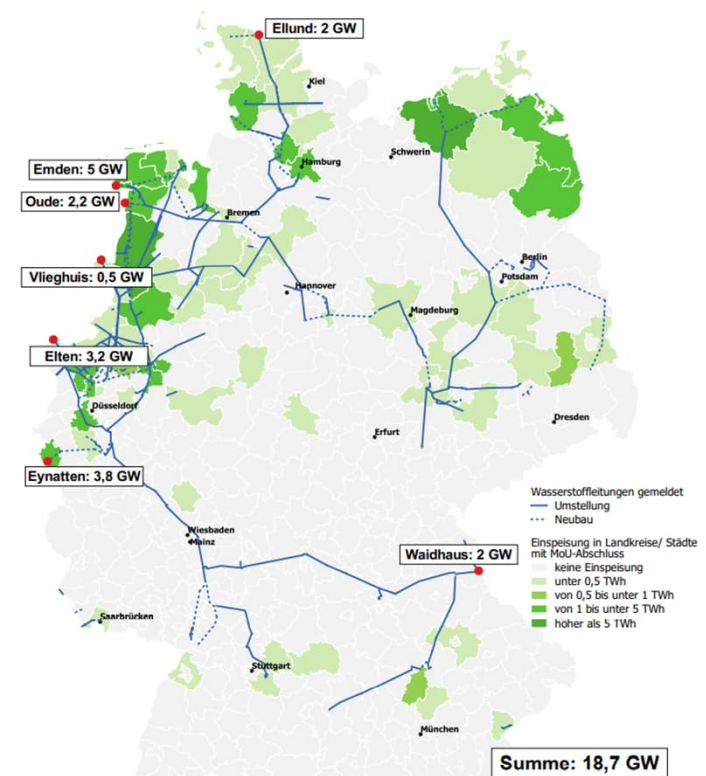 Ellund: 2 GW
Kiel
Schwerin
Hamburg
Emden: 5 GW
Oude: 2,2 GW
Bremen
Vlieghuis: 0,5 GW
Berlin
Potsdam
Hannover
Magdeburg
Elten: 3,2 GW
Düsseldorf
Dresden
Erfurt
Eynatten: 3,8 GW
Wasserstoffleitungen gemeldet
Umstellung
Neubau
Einspeisung in Landkreise/ Städte
mit MoU-Abschluss
keine Einspeisung
unter 0,5 TWh
von 0,5 bis unter 1 TWh
von 1 bis unter 5 TWh
höher als 5 TWh
Wiesbaden
Mainz
Waidhaus: 2 GW
Saarbrücken
Stuttgart
München
Summe: 18,7 GW